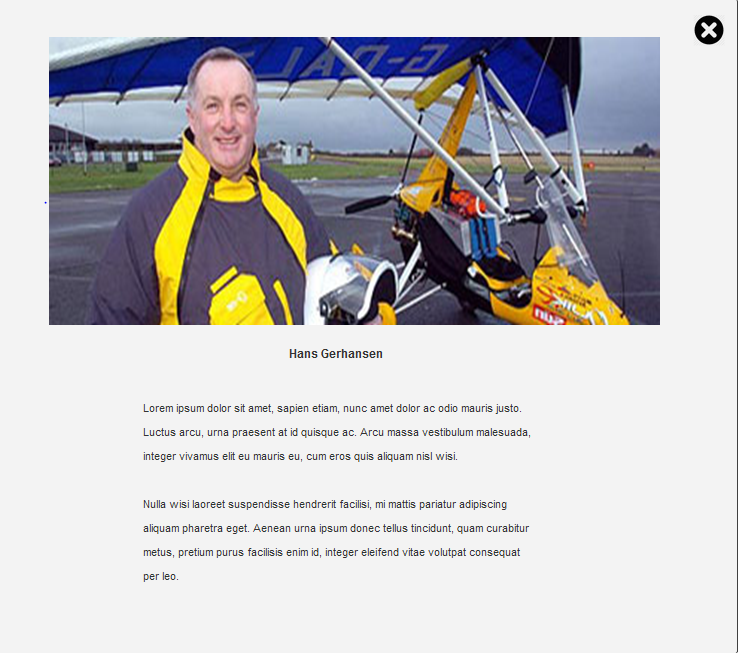 G-DALI
QUIK
Sun
Hans Gerhansen
Lorem ipsum dolor sit amet, sapien etiam, nunc amet dolor ac odio mauris justo.
Luctus arcu, urna praesent at id quisque ac. Arcu massa vestibulum malesuada,
integer vivamus elit eu mauris eu, cum eros quis aliquam nisl wisi.
Nulla wisi laoreet suspendisse hendrerit facilisi, mi mattis pariatur adipiscing
aliquam pharetra eget. Aenean urna ipsum donec tellus tincidunt, quam curabitur
metus, pretium purus facilisis enim id, integer eleifend vitae volutpat consequat
per leo.